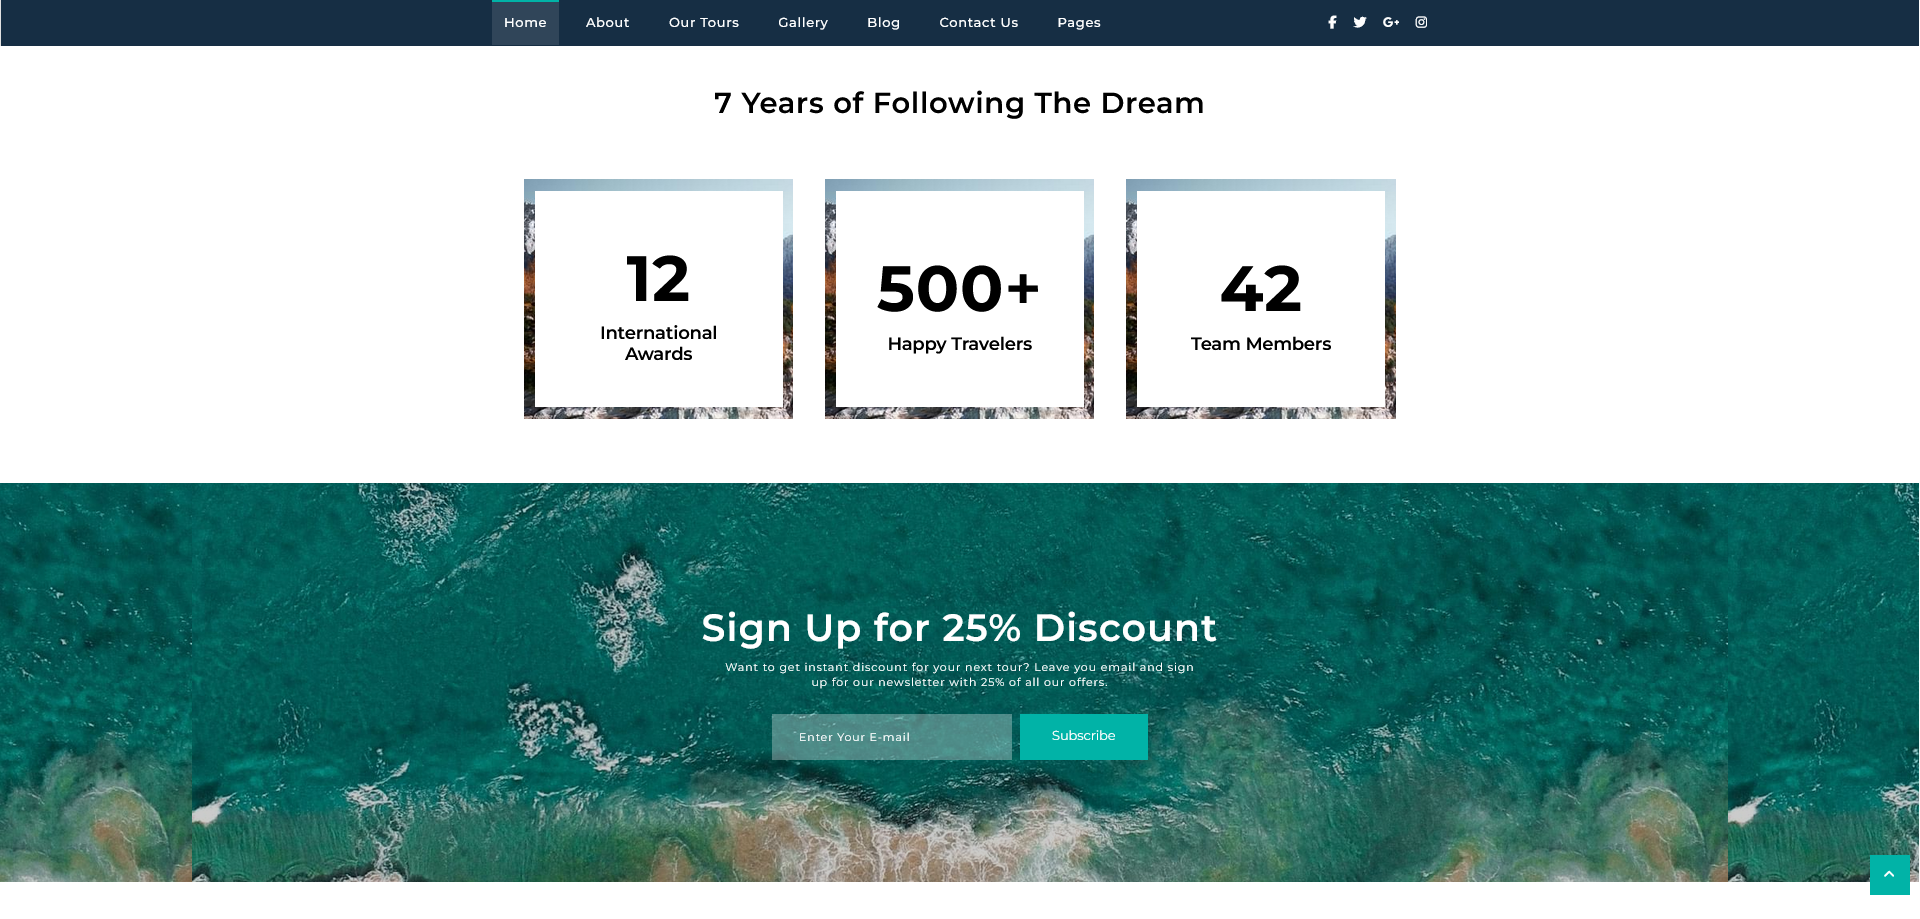 Home About Our Tours Gallery Blog Contact Us Pages
7 Years of Following The Dream
12
International
Awards
500+
Happy Travelers
42
Team Members
Sign Up for 25% Discount
Want to get instant discount for your next tour? Leave you email and sign
up for our newsletter with 25% of all our offers.
Enter Your E-mail
Subscribe